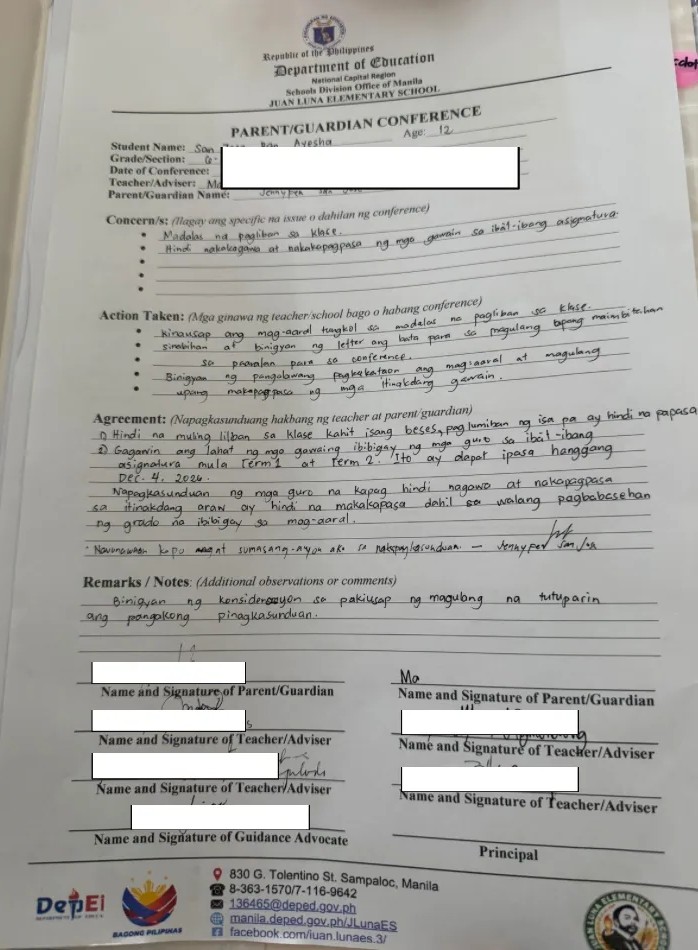 Republic of the Philippines
Department of Education
National Capital Region
Schools Division Office of Manila
JUAN LUNA ELEMENTARY SCHOOL
PARENT/GUARDIAN CONFERENCE
Student Name: San Ayesha Age: 12
Grade/Section: 6-
Date of Conference:
Teacher/Adviser: Ma
Parent/Guardian Name: Jennyper
Concern/s: (Ilagay ang specific na issue o dahilan ng conference)
• Madalas na pagliban sa klase.
• Hindi nakakagawa at nakakapagpasa ng mga gawain sa ibat-ibang asignatura.
Action Taken: (Mga ginawa ng teacher/school bago o habang conference)
• kinausap ang mag-aaral tungkol sa madalas na pagliban sa klase.
• sinabihan at binigyan ng letter ang bata para sa magulang upang maimbitahan
• sa paaralan para sa conference.
• Binigyan ng pangalawang pagkakataon ang mag-aaral at magulang
• upang makapagpasa ng mga itinakdang gawain.
Agreement: (Napagkasunduang hakbang ng teacher at parent/guardian)
1) Hindi na muling liban sa klase kahit isang beses, pag lumiban ng isa pa ay hindi na papasa
2) Gagawin ang lahat ng mga gawaing ibibigay ng mga guro sa ibat-ibang
asignatura mula Term 1 at Term 2. Ito ay dapat ipasa hanggang
Dec. 4, 2026.
Napagkasunduan ng mga guro na kapag hindi nagawa at nakapagpasa
sa itinakdang araw ay hindi na makakapasa dahil sa walang pagbabasehan
ng grado na ibibigay sa mag-aaral.
kopo sumasang-ayon ako sa — Jennyper San
Remarks / Notes: (Additional observations or comments)
Binigyan ng konsiderasyon sa pakiusap ng magulang na tutuparin
ang pangakong pinagkasunduan.
Ma
Name and Signature of Parent/Guardian
Name and Signature of Parent/Guardian
Name and Signature of Teacher/Adviser
Name and Signature of Teacher/Adviser
Name and Signature of Teacher/Adviser
Name and Signature of Teacher/Adviser
Name and Signature of Guidance Advocate
Principal
DepEd
DEPARTMENT OF EDUCATION
BAGONG PILIPINAS
830 G. Tolentino St. Sampaloc, Manila
8-363-1570/7-116-9642
136465@deped.gov.ph
manila.deped.gov.ph/JLunaES
facebook.com/juan.lunaes.3/